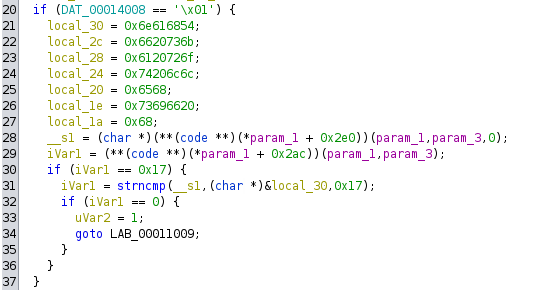 20 if (DAT_00014008 == '\x01') {
21 local_30 = 0x6e616854;
22 local_2c = 0x6620736b;
23 local_28 = 0x6120726f;
24 local_24 = 0x74206c6c;
25 local_20 = 0x6568;
26 local_1e = 0x73696620;
27 local_1a = 0x68;
28 __s1 = (char *)(**(code **)(*param_1 + 0x2e0))(param_1,param_3,0);
29 iVar1 = (**(code **)(*param_1 + 0x2ac))(param_1,param_3);
30 if (iVar1 == 0x17) {
31 iVar1 = strncmp(__s1,(char *)&local_30,0x17);
32 if (iVar1 == 0) {
33 uVar2 = 1;
34 goto LAB_00011009;
35 }
36 }
37 }